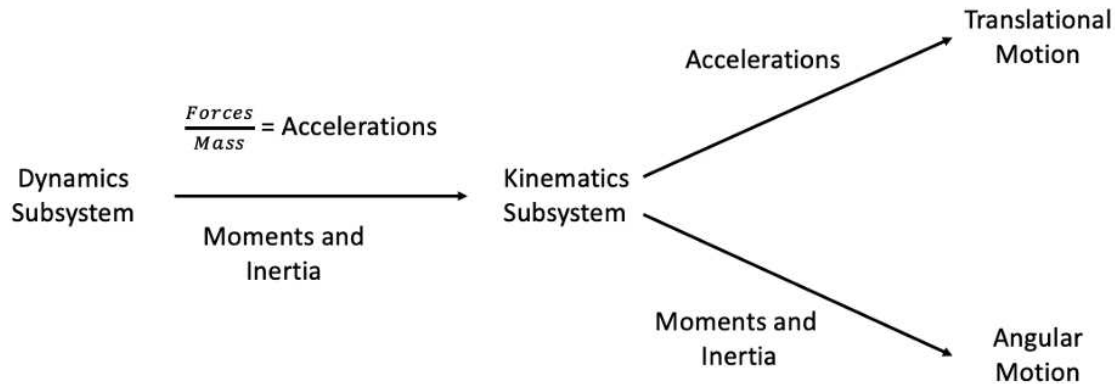 Translational
Motion
Accelerations
Forces
Mass
= Accelerations
Dynamics
Subsystem
Kinematics
Subsystem
Moments and
Inertia
Moments and
Inertia
Angular
Motion